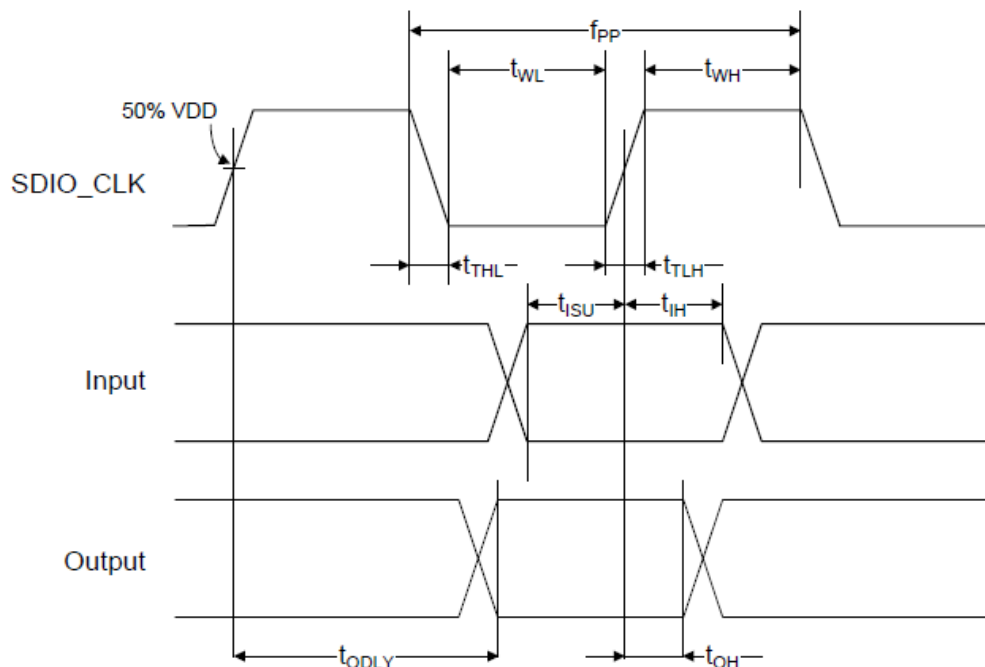 fPP
tWL
tWH
50% VDD
SDIO_CLK
tTHL
tTLH
tISU
tIH
Input
Output
tODLY
tOH